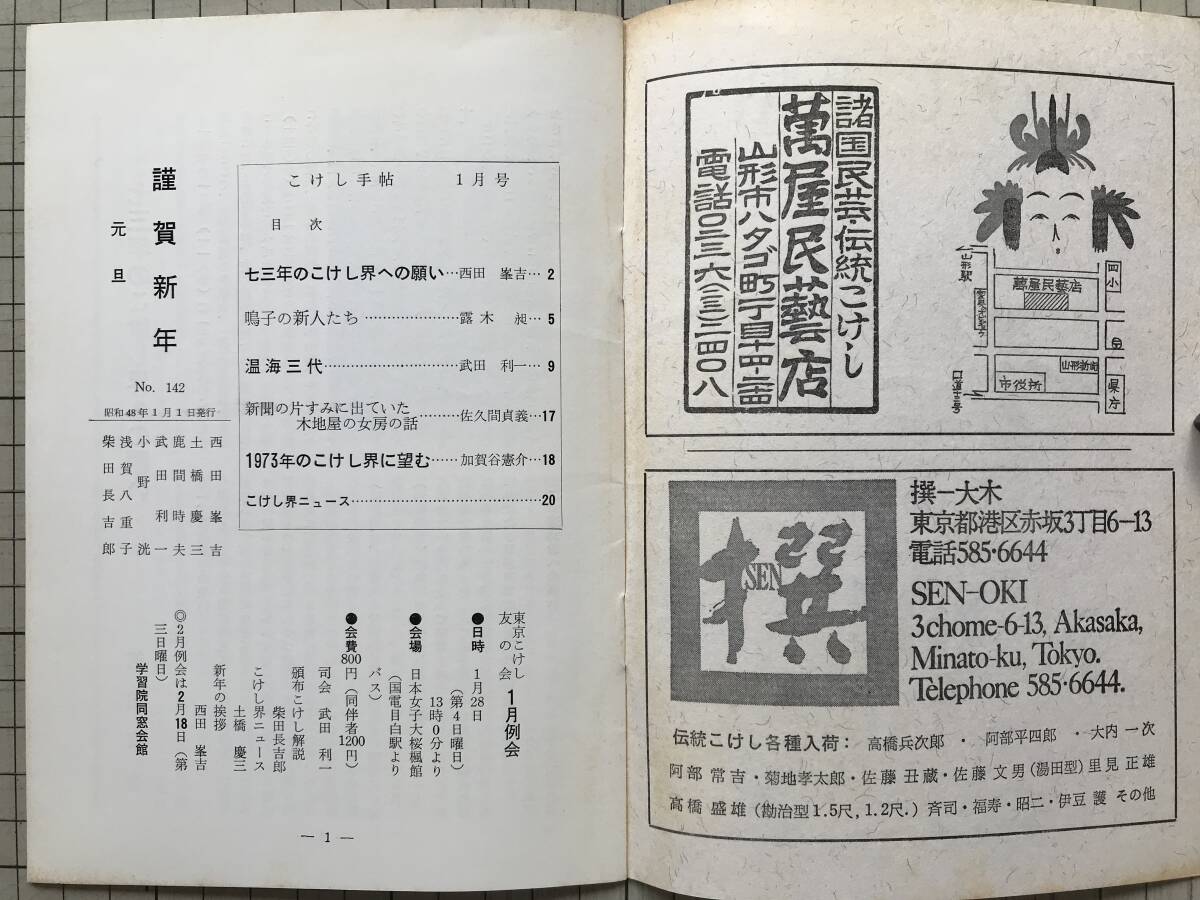 こけし手帖 1月号
目次
七三年のこけし界への願い…西田 峯吉…2
鳴子の新人たち…………………露木 昶…5
温海三代…………………………武田 利一…9
新聞の片すみに出ていた
木地屋の女房の話………佐久間貞義…17
1973年のこけし界に望む……加賀谷憲介…18
こけし界ニュース……………………………………20
謹賀新年
元旦
No. 142
昭和48年1月1日発行
西田峯吉
土橋慶三
鹿間時夫
武田利一
小野洸
浅賀八重子
柴田長吉郎
東京こけし
友の会
1月例会
●日時 1月28日
(第4日曜日)
13時0分より
●会場 日本女子大桜楓館
(国電目白駅より
バス)
●会費 800円(同伴者1200円)
司会 武田 利一
頒布こけし解説
柴田長吉郎
こけし界ニュース
土橋 慶三
新年の挨拶
西田 峯吉
◎2月例会は2月18日(第
三日曜日)
学習院同窓会館
— 1 —
諸国民芸・伝統こけし
萬屋民藝店
山形市八タゴ町丁目十四-二十四
電話〇二三六(三三)二四〇八
山形駅
萬屋民藝店
四小
山形新聞
市役所
県庁
撰
SEN
撰一大木
東京都港区赤坂3丁目6-13
電話585・6644
SEN-OKI
3chome-6-13, Akasaka,
Minato-ku, Tokyo.
Telephone 585・6644.
伝統こけし各種入荷: 高橋兵次郎・阿部平四郎・大内一次
阿部常吉・菊地孝太郎・佐藤丑蔵・佐藤文男(湯田型)里見正雄
高橋盛雄(勘治型1.5尺, 1.2尺.) 斉司・福寿・昭二・伊豆 護 その他